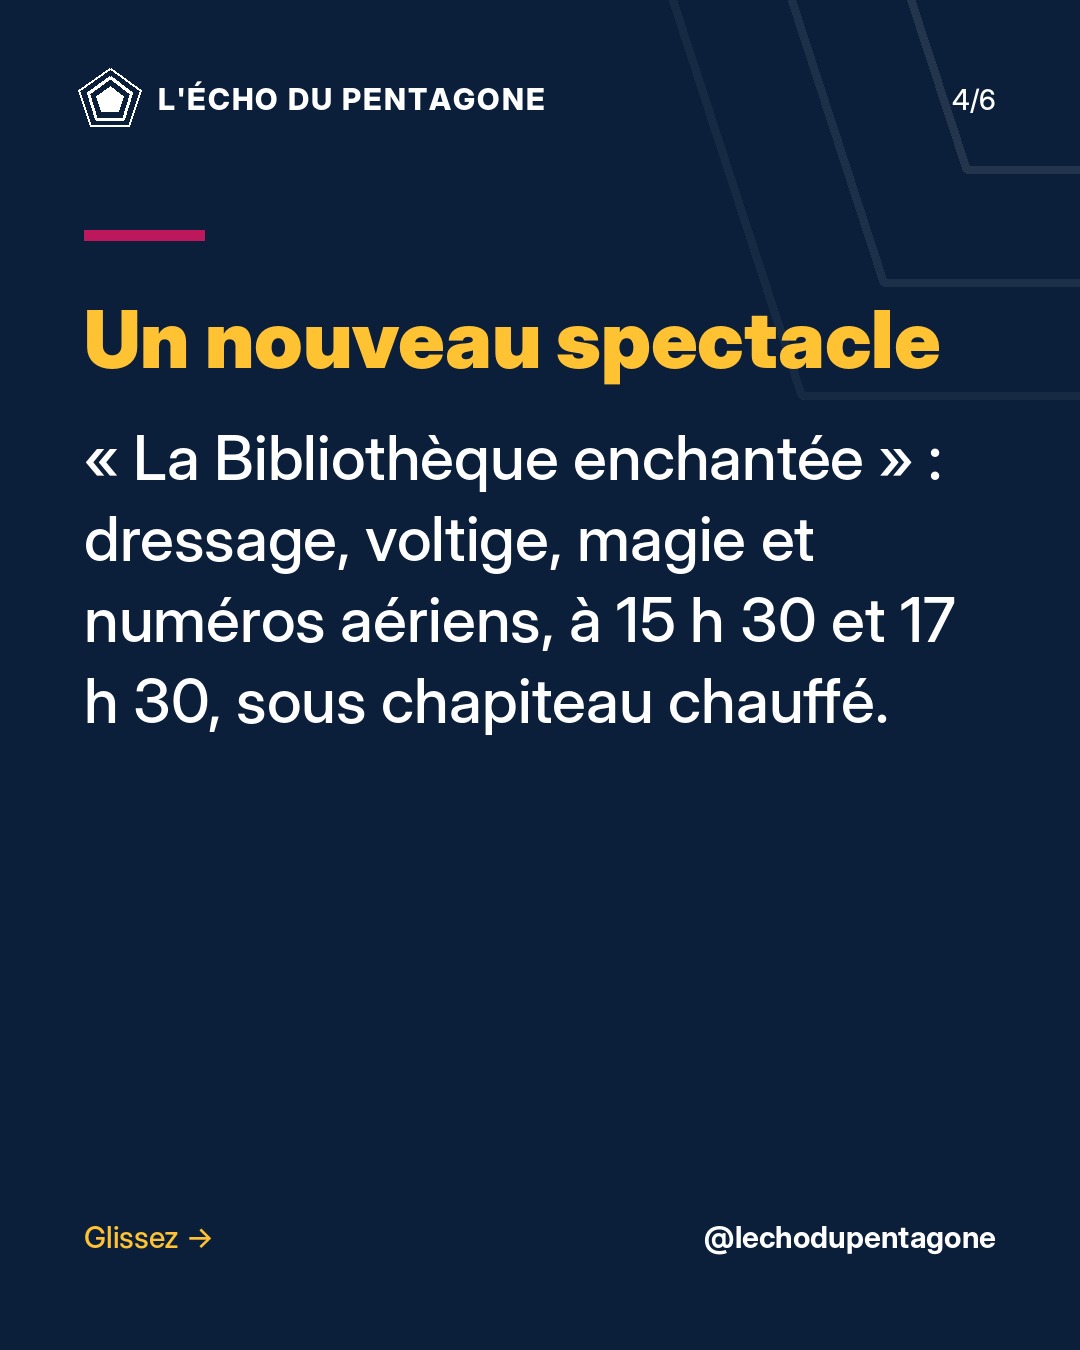 L'ÉCHO DU PENTAGONE
4/6
Un nouveau spectacle
« La Bibliothèque enchantée » :
dressage, voltige, magie et
numéros aériens, à 15 h 30 et 17
h 30, sous chapiteau chauffé.
Glissez →
@lechodupentagone